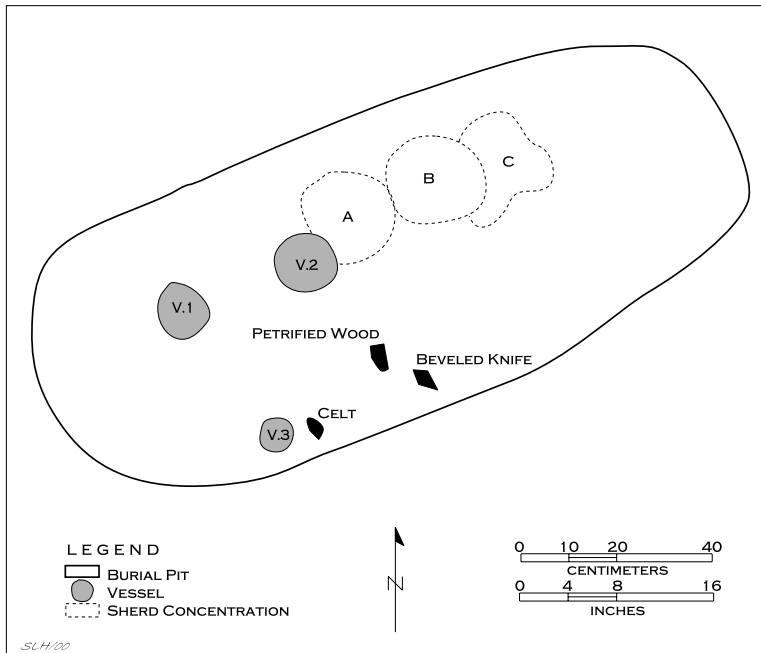 C
B
A
V.2
V.1
PETRIFIED WOOD
BEVELED KNIFE
CELT
V.3
LEGEND
BURIAL PIT
VESSEL
SHERD CONCENTRATION
N
0 10 20 40
CENTIMETERS
0 4 8 16
INCHES
SLH/00